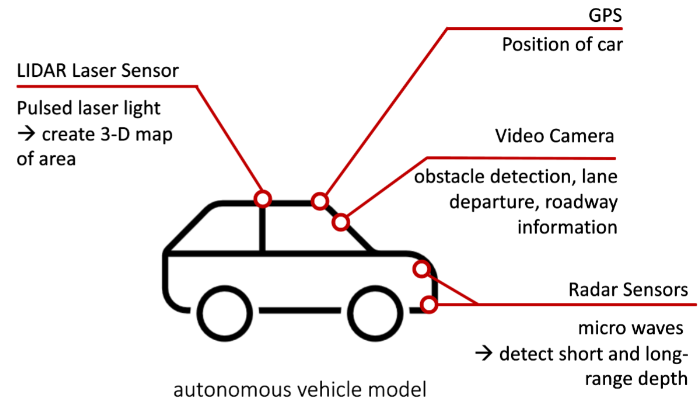 GPS
Position of car
LIDAR Laser Sensor
Pulsed laser light
→ create 3-D map
of area
Video Camera
obstacle detection, lane
departure, roadway
information
Radar Sensors
micro waves
→ detect short and long-
range depth
autonomous vehicle model